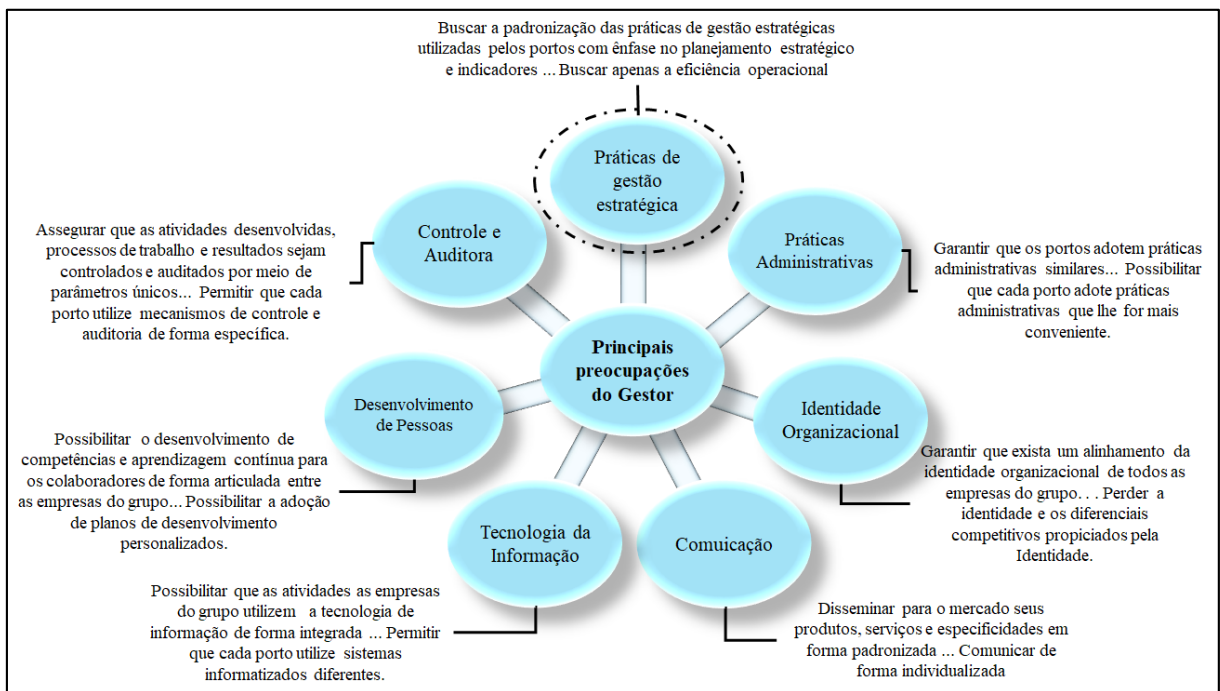 Buscar a padronização das práticas de gestão estratégicas
utilizadas pelos portos com ênfase no planejamento estratégico
e indicadores ... Buscar apenas a eficiência operacional
Práticas de
gestão
estratégica
Controle e
Auditora
Assegurar que as atividades desenvolvidas,
processos de trabalho e resultados sejam
controlados e auditados por meio de
parâmetros únicos... Permitir que cada
porto utilize mecanismos de controle e
auditoria de forma específica.
Práticas
Administrativas
Garantir que os portos adotem práticas
administrativas similares... Possibilitar
que cada porto adote práticas
administrativas que lhe for mais
conveniente.
Principais
preocupações
do Gestor
Desenvolvimento
de Pessoas
Possibilitar o desenvolvimento de
competências e aprendizagem contínua para
os colaboradores de forma articulada entre
as empresas do grupo... Possibilitar a adoção
de planos de desenvolvimento
personalizados.
Identidade
Organizacional
Garantir que exista um alinhamento da
identidade organizacional de todos as
empresas do grupo. . . Perder a
identidade e os diferenciais
competitivos propiciados pela
Identidade.
Tecnologia da
Informação
Possibilitar que as atividades as empresas
do grupo utilizem a tecnologia de
informação de forma integrada ... Permitir
que cada porto utilize sistemas
informatizados diferentes.
Comuicação
Disseminar para o mercado seus
produtos, serviços e especificidades em
forma padronizada ... Comunicar de
forma individualizada